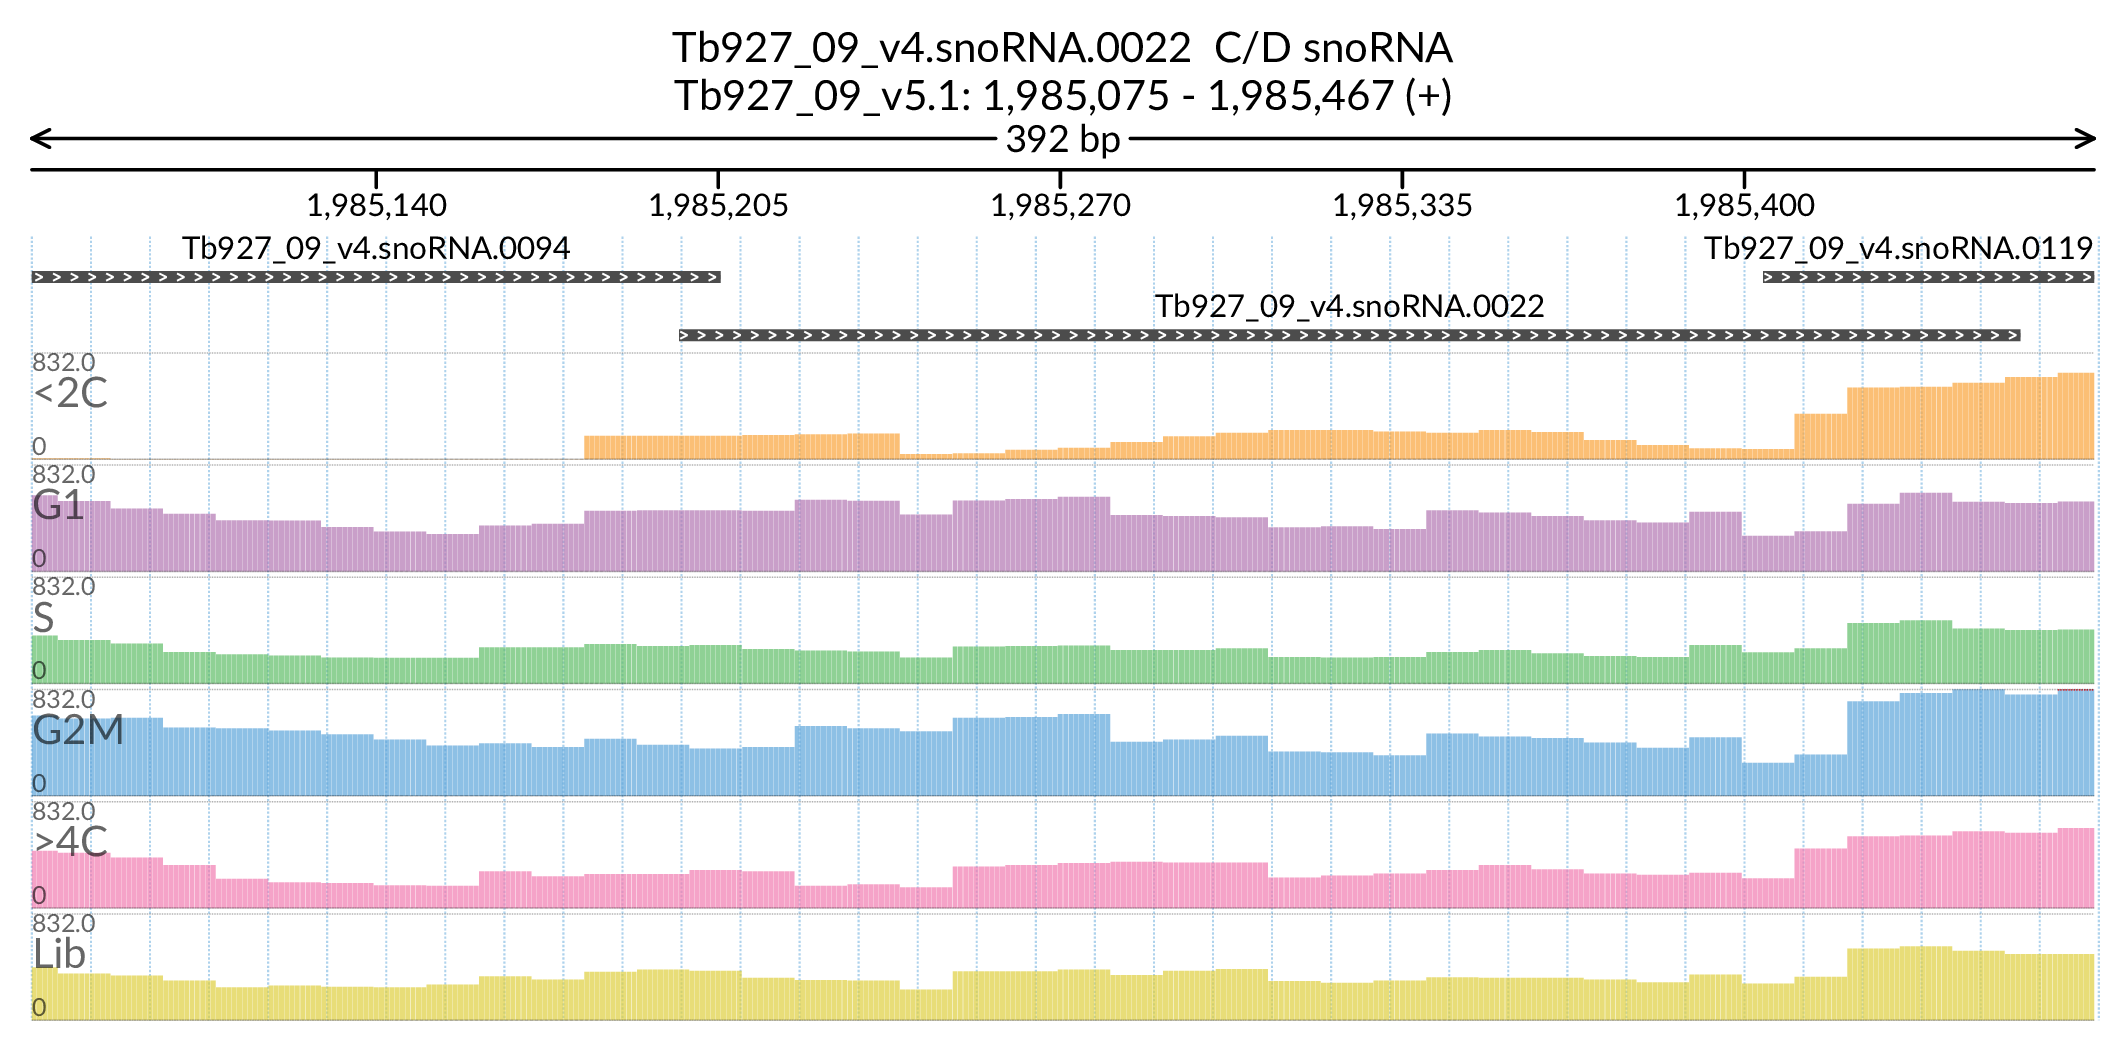 Tb927_09_v4.snoRNA.0022 C/D snoRNA
Tb927_09_v5.1: 1,985,075 - 1,985,467 (+)
392 bp
1,985,140 1,985,205 1,985,270 1,985,335 1,985,400
Tb927_09_v4.snoRNA.0094 Tb927_09_v4.snoRNA.0119
Tb927_09_v4.snoRNA.0022
832.0
<2C
0
832.0
G1
0
832.0
S
0
832.0
G2M
0
832.0
>4C
0
832.0
Lib
0